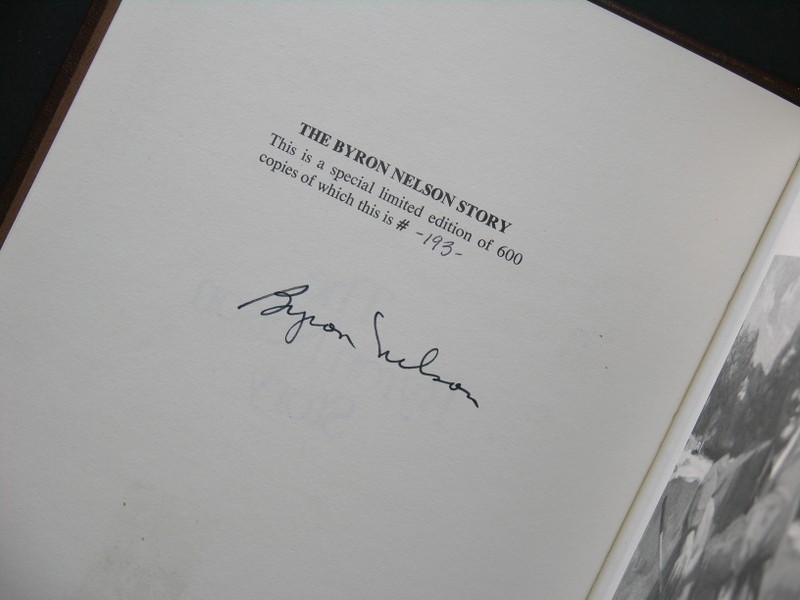 THE BYRON NELSON STORY
This is a special limited edition of 600
copies of which this is # -193-
Byron Nelson